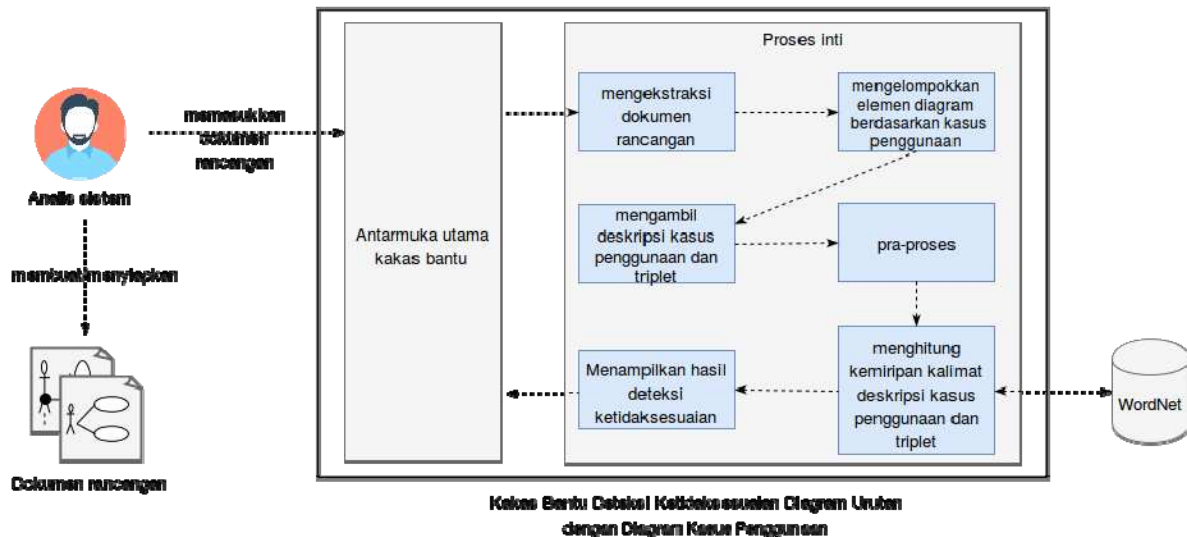 Proses inti
mengekstraksi
dokumen
rancangan
mengelompokkan
elemen diagram
berdasarkan kasus
penggunaan
memasukkan
dokumen
rancangan
Analis sistem
Antarmuka utama
kakas bantu
mengambil
deskripsi kasus
penggunaan dan
triplet
pra-proses
membuat/menyiapkan
menghitung
kemiripan kalimat
deskripsi kasus
penggunaan dan
triplet
Menampilkan hasil
deteksi
ketidaksesuaian
WordNet
Dokumen rancangan
Kakas Bantu Deteksi Ketidaksesuaian Diagram Urutan
dengan Diagram Kasus Penggunaan